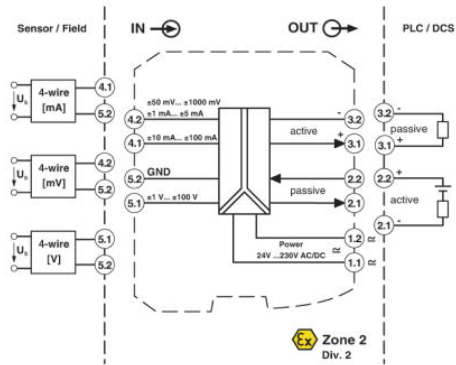 Sensor / Field
IN
OUT
PLC / DCS
4-wire
[mA]
Us
4.1
5.2
4-wire
[mV]
Us
4.2
5.2
4-wire
[V]
Us
5.1
5.2
±50 mV... ±1000 mV
±1 mA... ±5 mA
4.2
±10 mA... ±100 mA
4.1
GND
5.2
±1 V... ±100 V
5.1
active
-
3.2
+
3.1
passive
2.2
2.1
Power
24V ...230V AC/DC
1.2 ≂
1.1 ≂
3.2 -
passive
3.1 +
2.2 +
active
2.1 -
Ex Zone 2
Div. 2